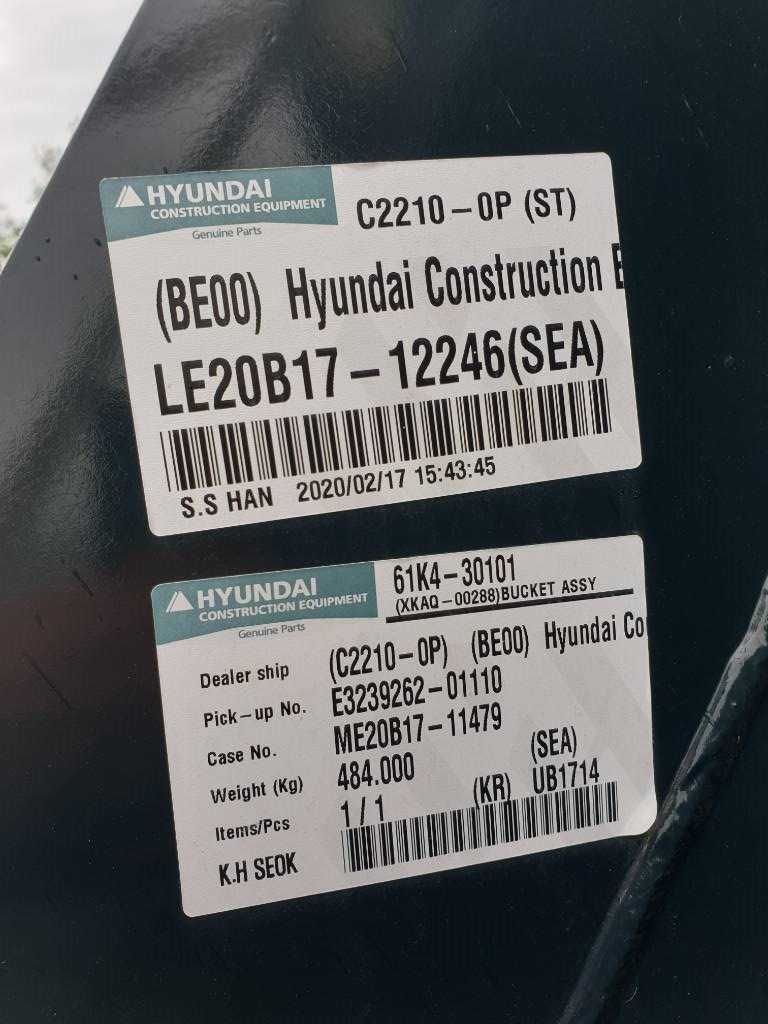 HYUNDAI
CONSTRUCTION EQUIPMENT
Genuine Parts
C2210-0P (ST)
(BE00) Hyundai Construction E
LE20B17-12246(SEA)
S.S HAN 2020/02/17 15:43:45
HYUNDAI
CONSTRUCTION EQUIPMENT
Genuine Parts
61K4-30101
(XKAQ-00288)BUCKET ASSY
Dealer ship (C2210-0P) (BE00) Hyundai Co
Pick-up No. E3239262-01110
Case No. ME20B17-11479
Weight (Kg) 484.000 (SEA)
Items/Pcs 1/1 (KR) UB1714
K.H SEOK